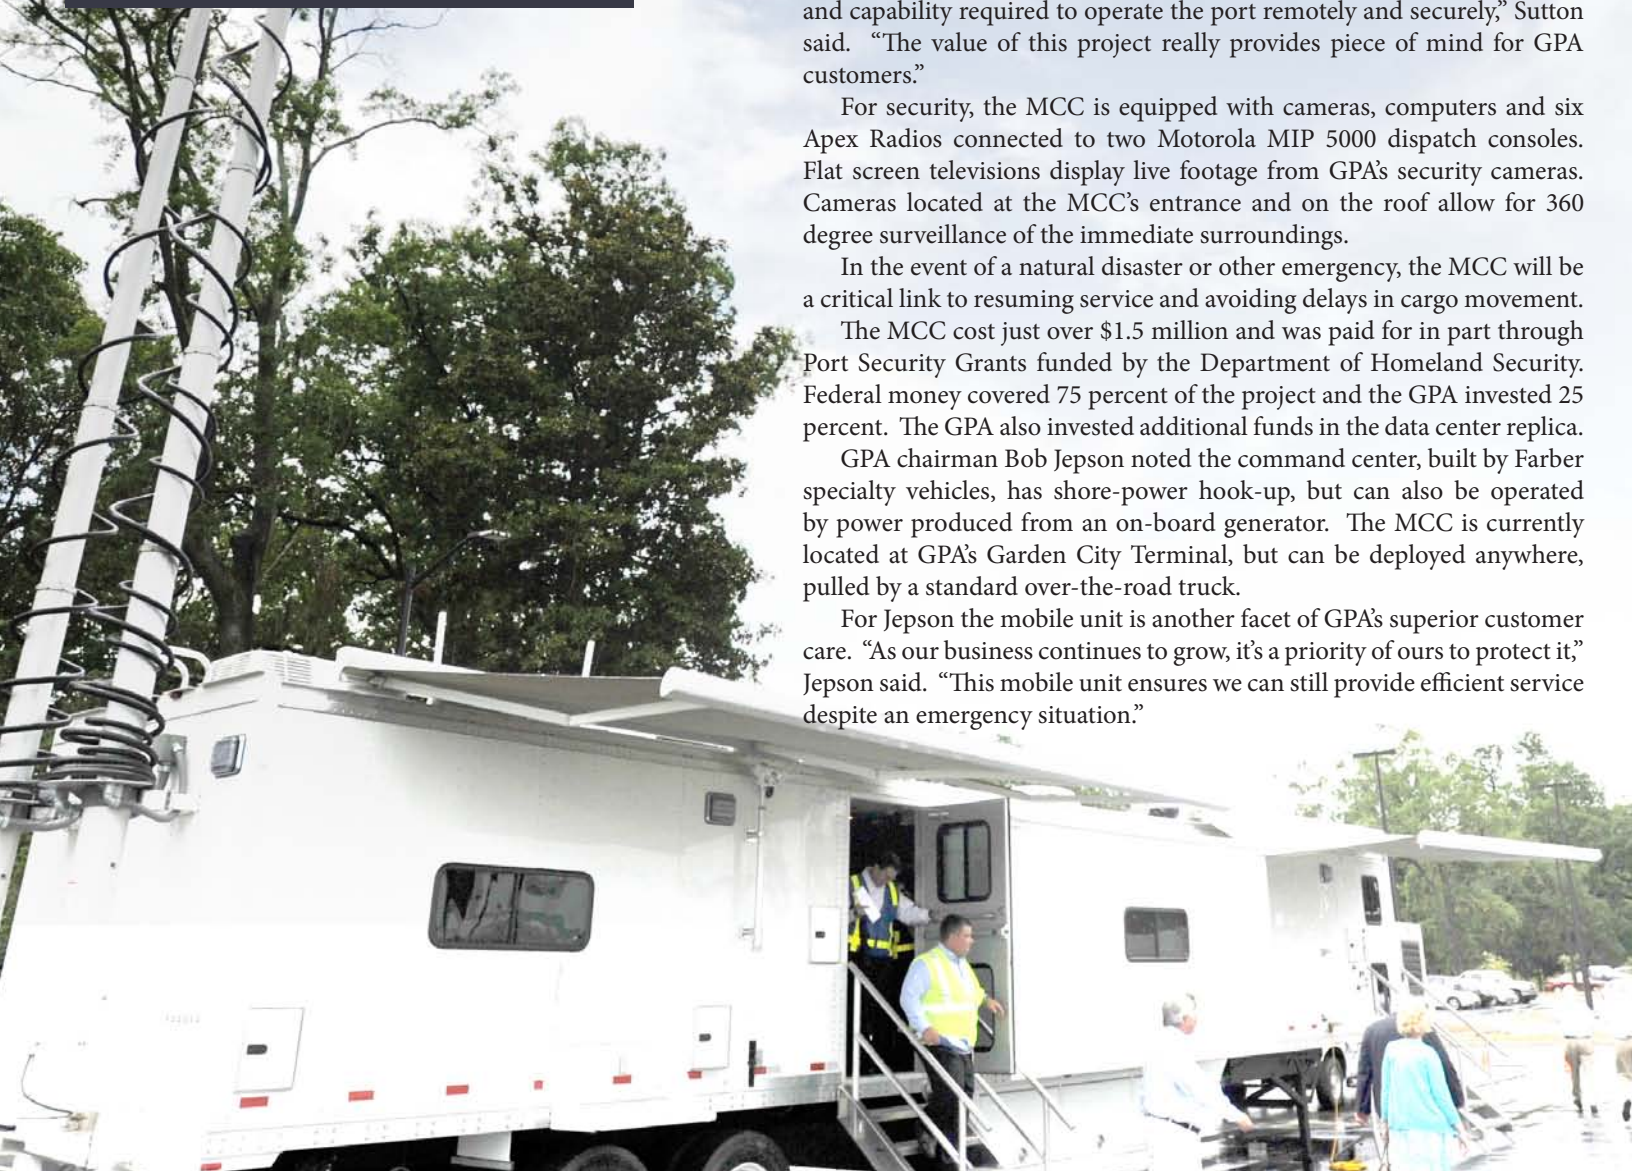 and capability required to operate the port remotely and securely,” Sutton
said. “The value of this project really provides piece of mind for GPA
customers.”
For security, the MCC is equipped with cameras, computers and six
Apex Radios connected to two Motorola MIP 5000 dispatch consoles.
Flat screen televisions display live footage from GPA’s security cameras.
Cameras located at the MCC’s entrance and on the roof allow for 360
degree surveillance of the immediate surroundings.
In the event of a natural disaster or other emergency, the MCC will be
a critical link to resuming service and avoiding delays in cargo movement.
The MCC cost just over $1.5 million and was paid for in part through
Port Security Grants funded by the Department of Homeland Security.
Federal money covered 75 percent of the project and the GPA invested 25
percent. The GPA also invested additional funds in the data center replica.
GPA chairman Bob Jepson noted the command center, built by Farber
specialty vehicles, has shore-power hook-up, but can also be operated
by power produced from an on-board generator. The MCC is currently
located at GPA’s Garden City Terminal, but can be deployed anywhere,
pulled by a standard over-the-road truck.
For Jepson the mobile unit is another facet of GPA’s superior customer
care. “As our business continues to grow, it’s a priority of ours to protect it,”
Jepson said. “This mobile unit ensures we can still provide efficient service
despite an emergency situation.”